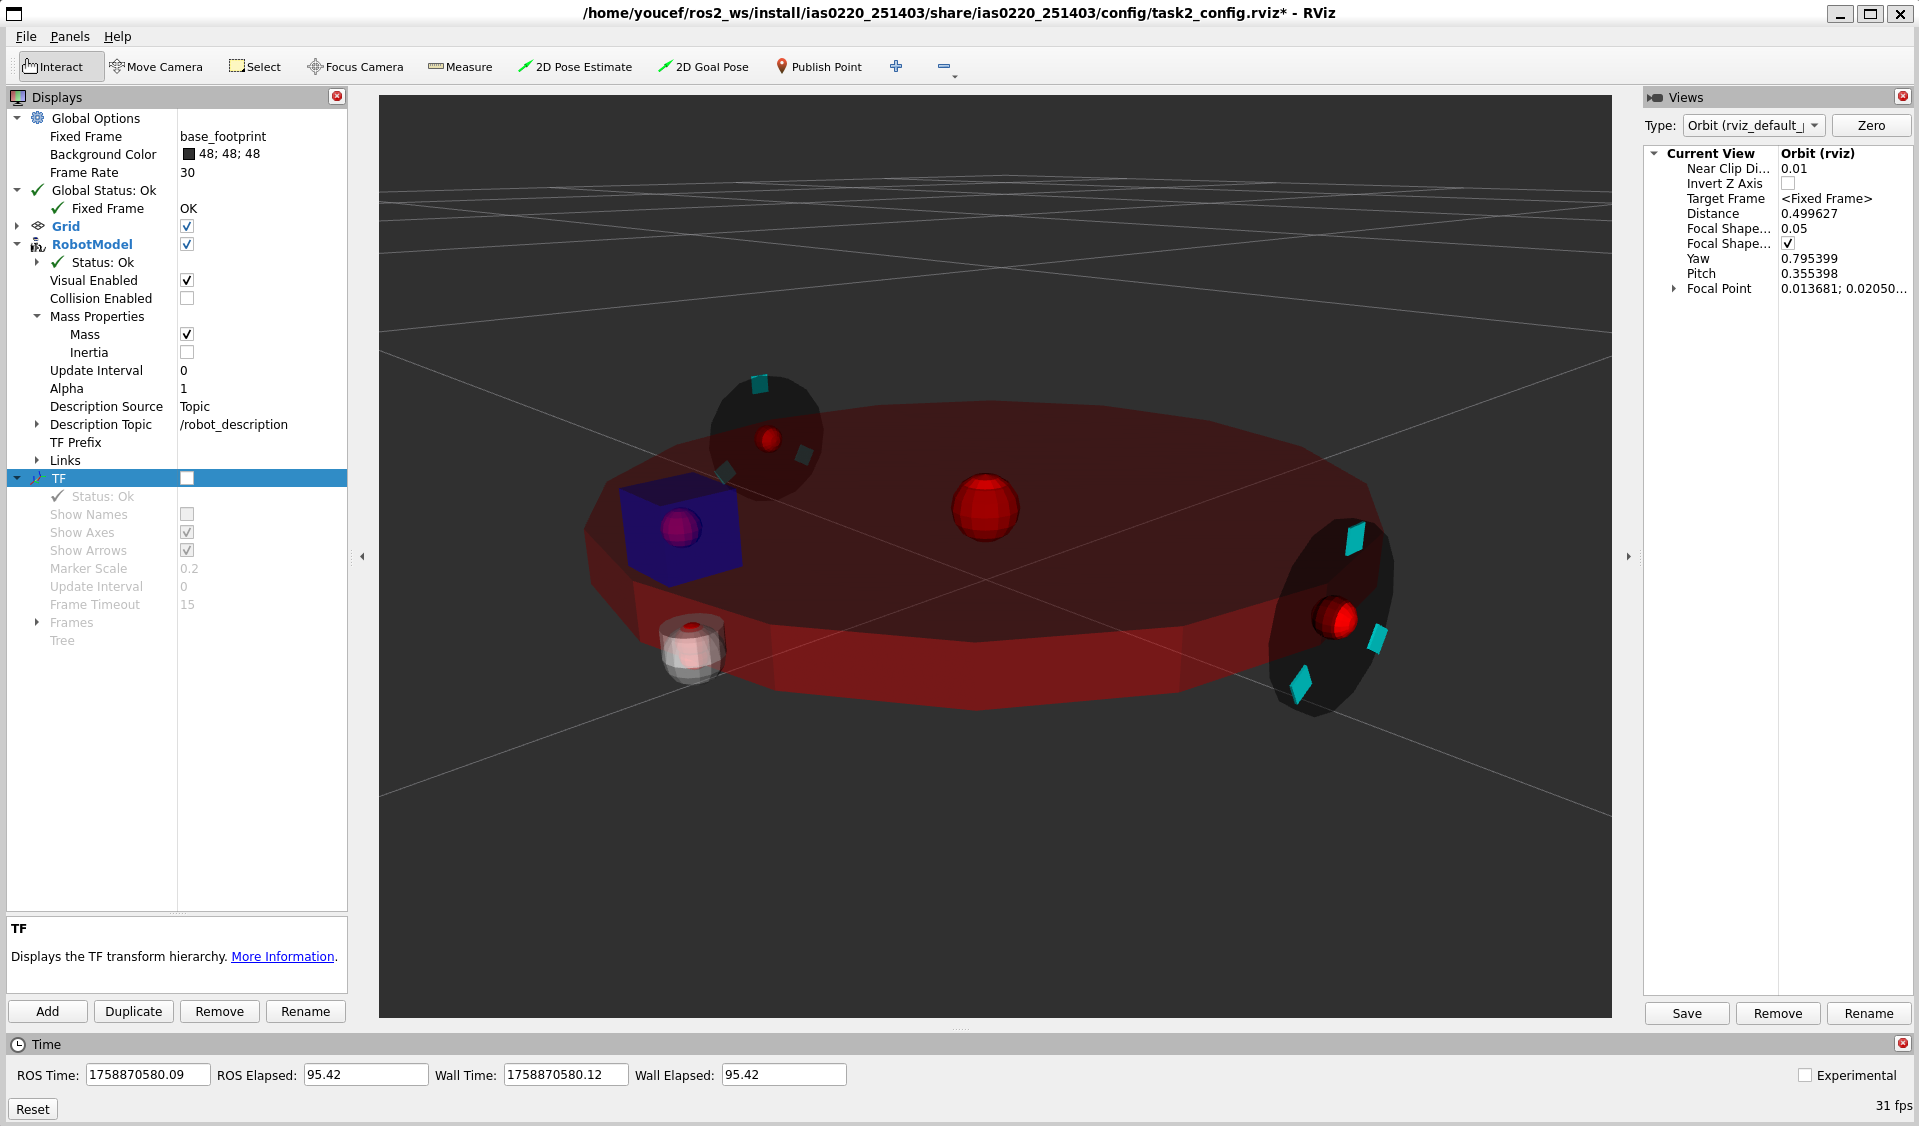 /home/youcef/ros2_ws/install/ias0220_251403/share/ias0220_251403/config/task2_config.rviz* - RViz
File Panels Help
Interact Move Camera Select Focus Camera Measure 2D Pose Estimate 2D Goal Pose Publish Point
Displays
Global Options
Fixed Frame base_footprint
Background Color 48; 48; 48
Frame Rate 30
Global Status: Ok
Fixed Frame OK
Grid
RobotModel
Status: Ok
Visual Enabled
Collision Enabled
Mass Properties
Mass
Inertia
Update Interval 0
Alpha 1
Description Source Topic
Description Topic /robot_description
TF Prefix
Links
TF
Status: Ok
Show Names
Show Axes
Show Arrows
Marker Scale 0.2
Update Interval 0
Frame Timeout 15
Frames
Tree
TF
Displays the TF transform hierarchy. More Information.
Add Duplicate Remove Rename
Views
Type: Orbit (rviz_default_ Zero
Current View Orbit (rviz)
Near Clip Di... 0.01
Invert Z Axis
Target Frame <Fixed Frame>
Distance 0.499627
Focal Shape... 0.05
Focal Shape...
Yaw 0.795399
Pitch 0.355398
Focal Point 0.013681; 0.02050...
Save Remove Rename
Time
ROS Time: 1758870580.09 ROS Elapsed: 95.42 Wall Time: 1758870580.12 Wall Elapsed: 95.42 Experimental
Reset 31 fps